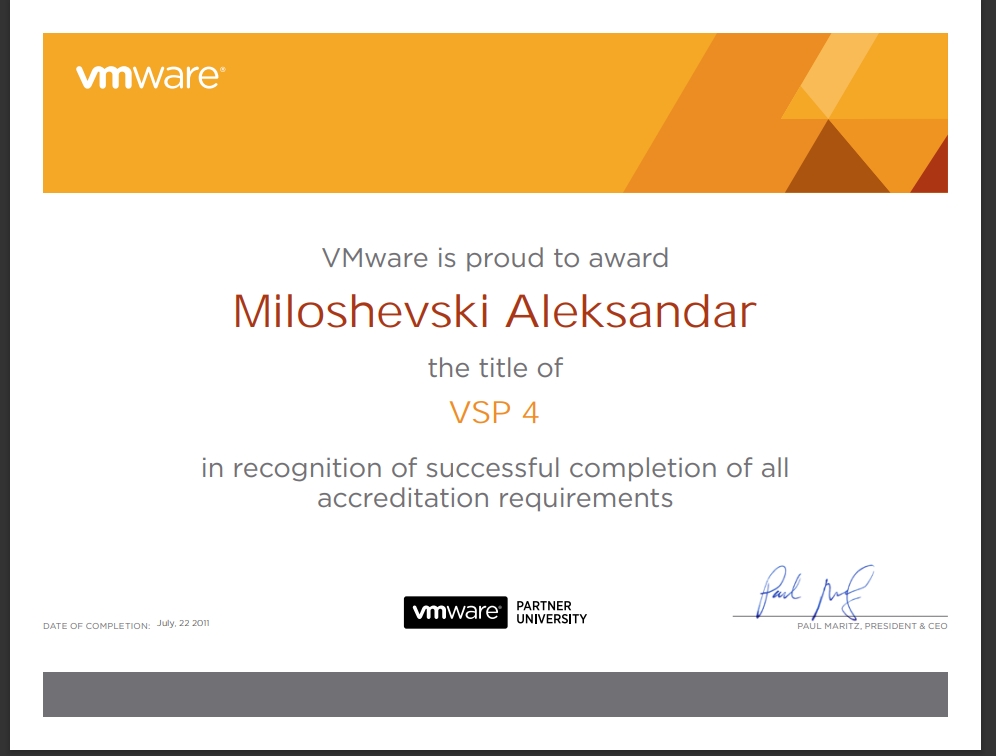 vmware®
VMware is proud to award
Miloshevski Aleksandar
the title of
VSP 4
in recognition of successful completion of all
accreditation requirements
Paul Maritz
DATE OF COMPLETION: July, 22 2011
vmware® PARTNER
UNIVERSITY
PAUL MARITZ, PRESIDENT & CEO